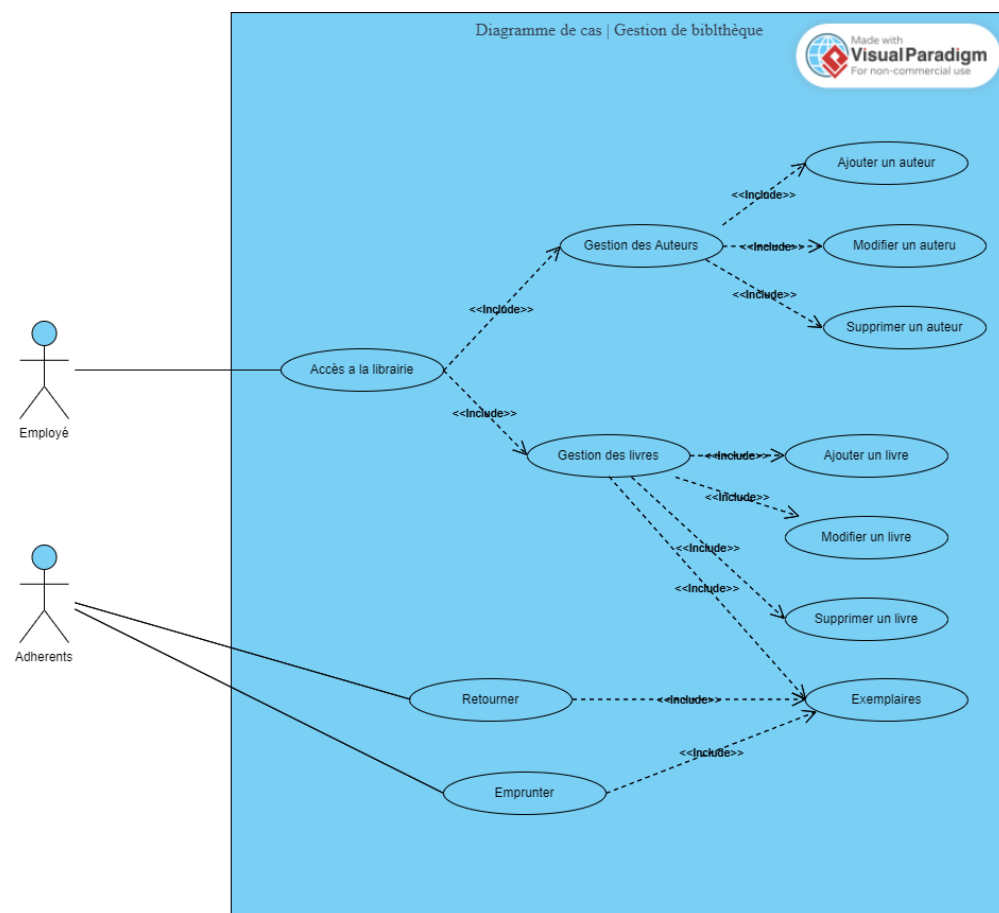 Diagramme de cas | Gestion de biblthèque
Made with
Visual Paradigm
For non-commercial use
Ajouter un auteur
<<Include>>
Gestion des Auteurs
<<Include>>
Modifier un auteru
<<Include>>
<<Include>>
Supprimer un auteur
Accès a la librairie
<<Include>>
Employé
Gestion des livres
<<Include>>
Ajouter un livre
<<Include>>
Modifier un livre
<<Include>>
<<Include>>
Supprimer un livre
Adherents
Retourner
<<Include>>
Exemplaires
<<Include>>
Emprunter